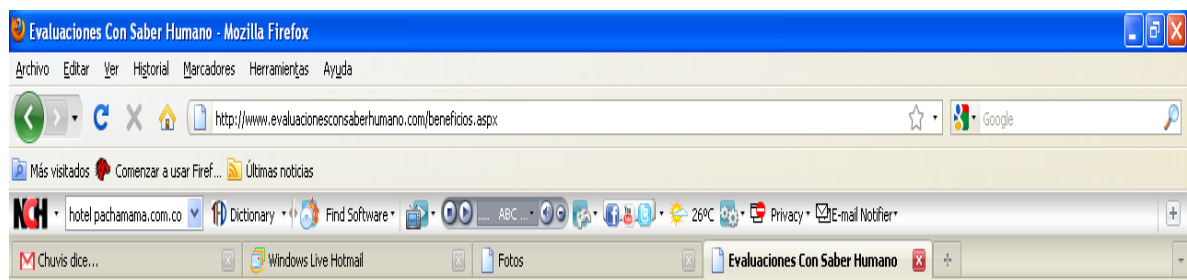 Evaluaciones Con Saber Humano - Mozilla Firefox
Archivo Editar Ver Historial Marcadores Herramientas Ayuda
http://www.evaluacionesconsaberhumano.com/beneficios.aspx Google
Más visitados Comenzar a usar Firef... Últimas noticias
NCH hotel pachamama.com.co Dictionary Find Software .... ABC ... 26ºC Privacy E-mail Notifier
Chuvis dice... Windows Live Hotmail Fotos Evaluaciones Con Saber Humano